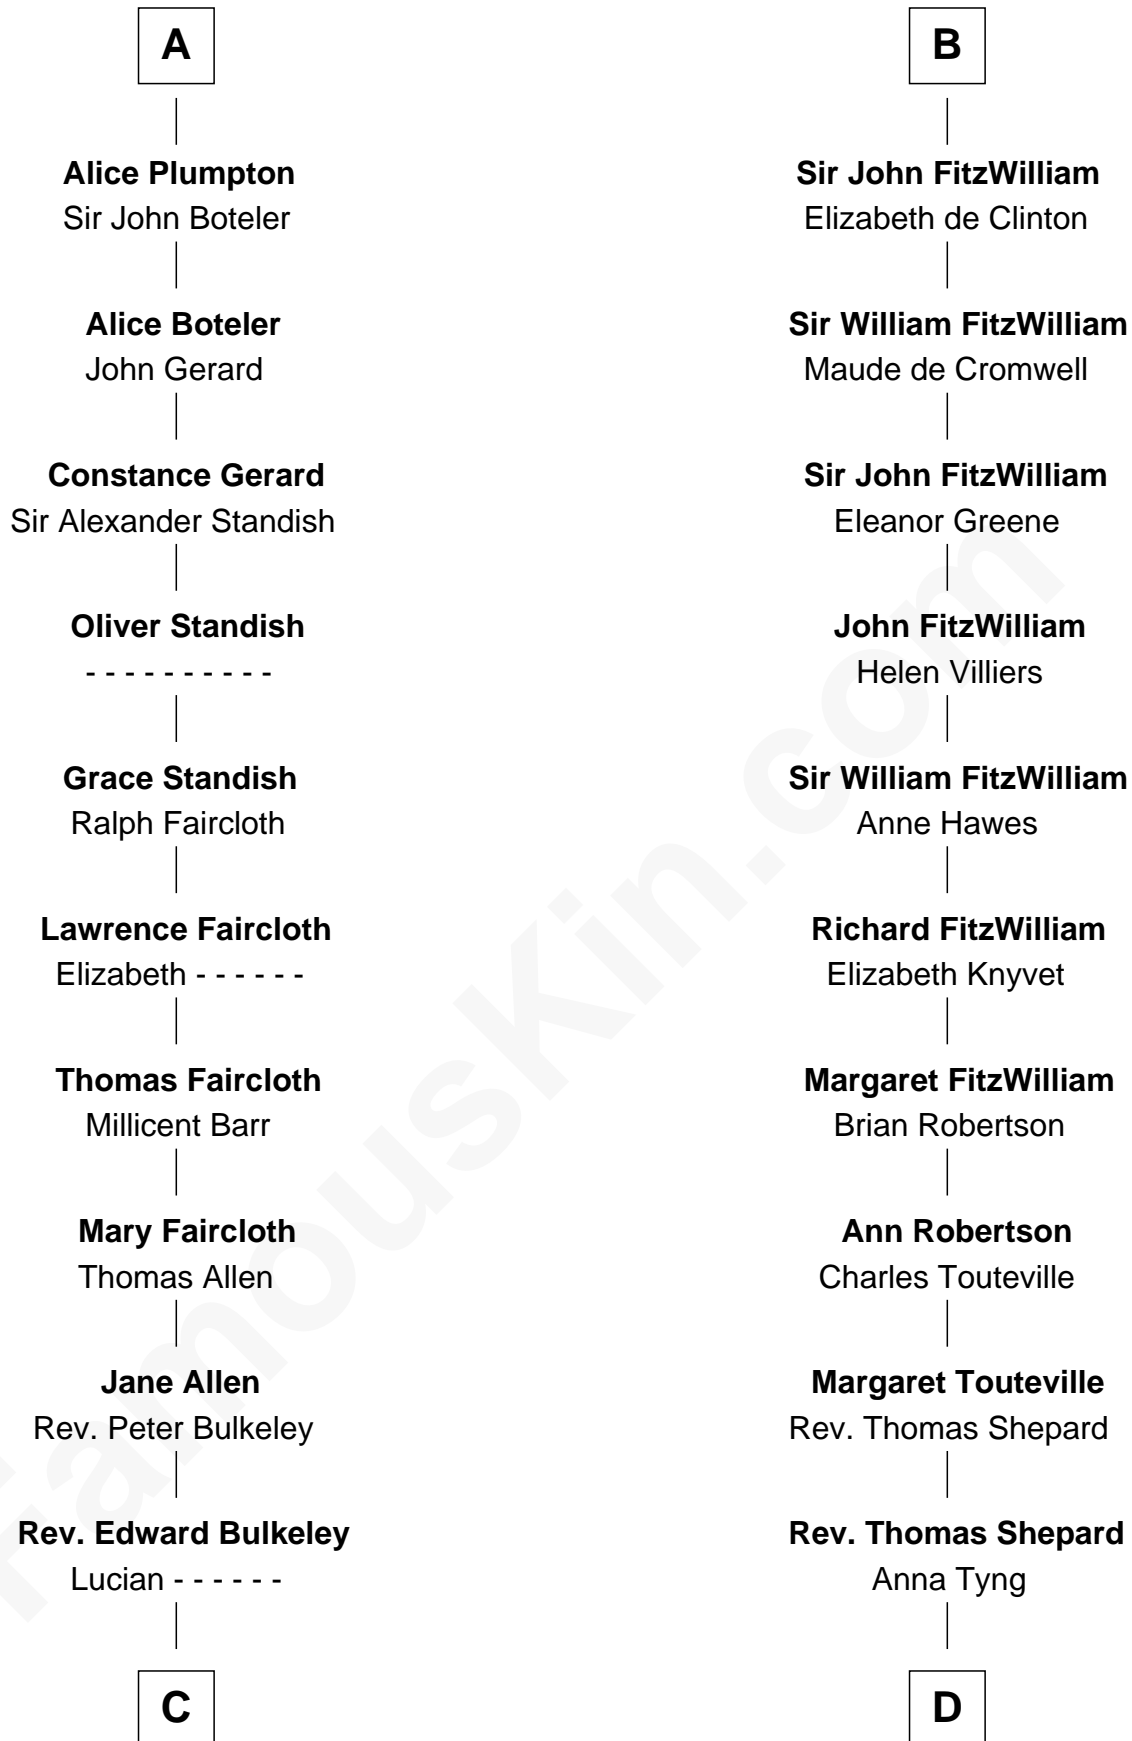 A
Alice Plumpton
Sir John Boteler
Alice Boteler
John Gerard
Constance Gerard
Sir Alexander Standish
Oliver Standish
- - - - - - - - - -
Grace Standish
Ralph Faircloth
Lawrence Faircloth
Elizabeth - - - - - -
Thomas Faircloth
Millicent Barr
Mary Faircloth
Thomas Allen
Jane Allen
Rev. Peter Bulkeley
Rev. Edward Bulkeley
Lucian - - - - - -
C
B
Sir John FitzWilliam
Elizabeth de Clinton
Sir William FitzWilliam
Maude de Cromwell
Sir John FitzWilliam
Eleanor Greene
John FitzWilliam
Helen Villiers
Sir William FitzWilliam
Anne Hawes
Richard FitzWilliam
Elizabeth Knyvet
Margaret FitzWilliam
Brian Robertson
Ann Robertson
Charles Touteville
Margaret Touteville
Rev. Thomas Shepard
Rev. Thomas Shepard
Anna Tyng
D
FamousKin.com